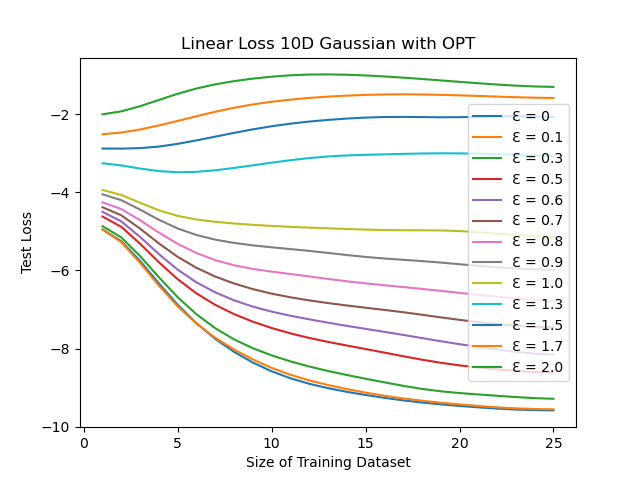 Linear Loss 10D Gaussian with OPT
Test Loss
−2
−4
−6
−8
−10
0
5
10
15
20
25
Size of Training Dataset
Ɛ = 0
Ɛ = 0.1
Ɛ = 0.3
Ɛ = 0.5
Ɛ = 0.6
Ɛ = 0.7
Ɛ = 0.8
Ɛ = 0.9
Ɛ = 1.0
Ɛ = 1.3
Ɛ = 1.5
Ɛ = 1.7
Ɛ = 2.0